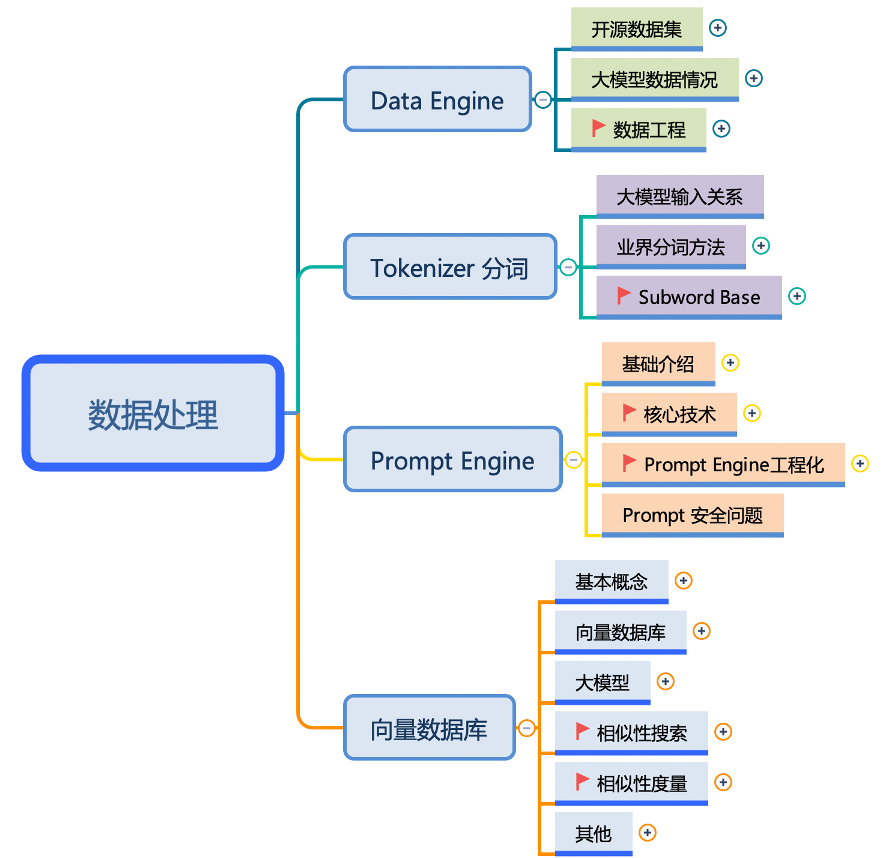 数据处理
Data Engine
开源数据集
大模型数据情况
数据工程
Tokenizer 分词
大模型输入关系
业界分词方法
Subword Base
Prompt Engine
基础介绍
核心技术
Prompt Engine工程化
Prompt 安全问题
向量数据库
基本概念
向量数据库
大模型
相似性搜索
相似性度量
其他